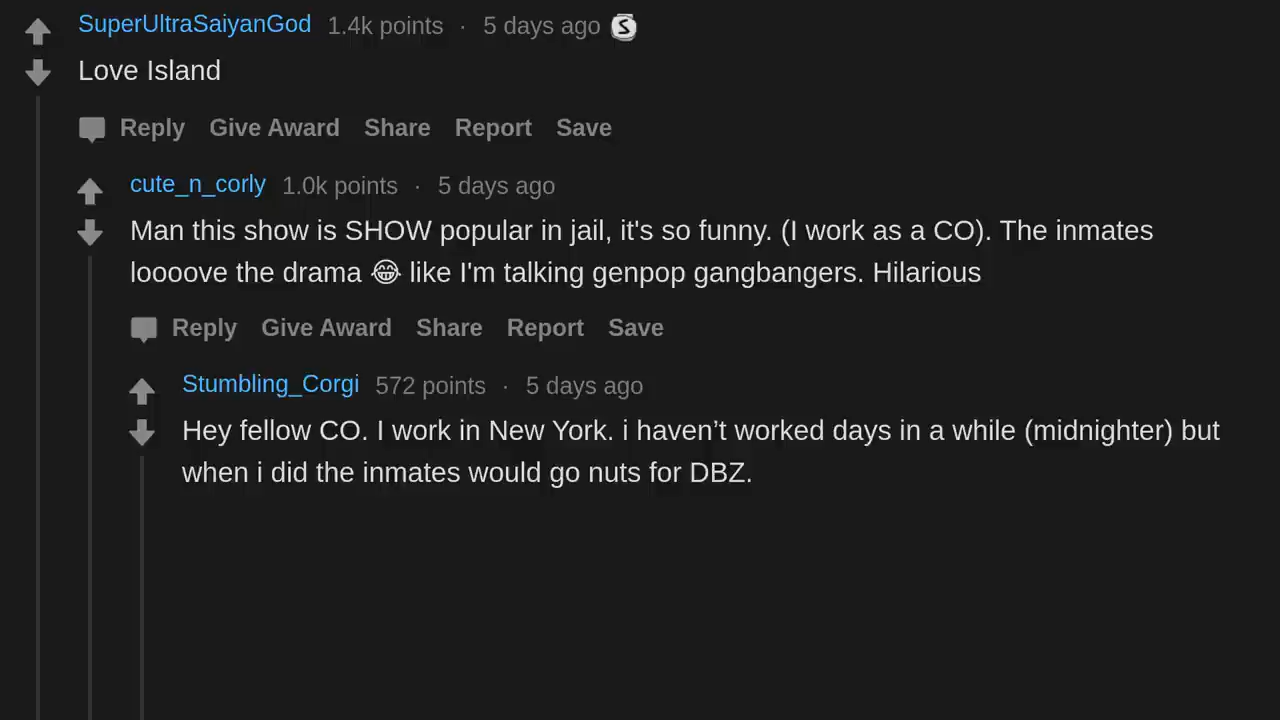 SuperUltraSaiyanGod 1.4k points · 5 days ago S
Love Island
Reply Give Award Share Report Save
cute_n_corly 1.0k points · 5 days ago
Man this show is SHOW popular in jail, it's so funny. (I work as a CO). The inmates
loooove the drama 😂 like I'm talking genpop gangbangers. Hilarious
Reply Give Award Share Report Save
Stumbling_Corgi 572 points · 5 days ago
Hey fellow CO. I work in New York. i haven’t worked days in a while (midnighter) but
when i did the inmates would go nuts for DBZ.